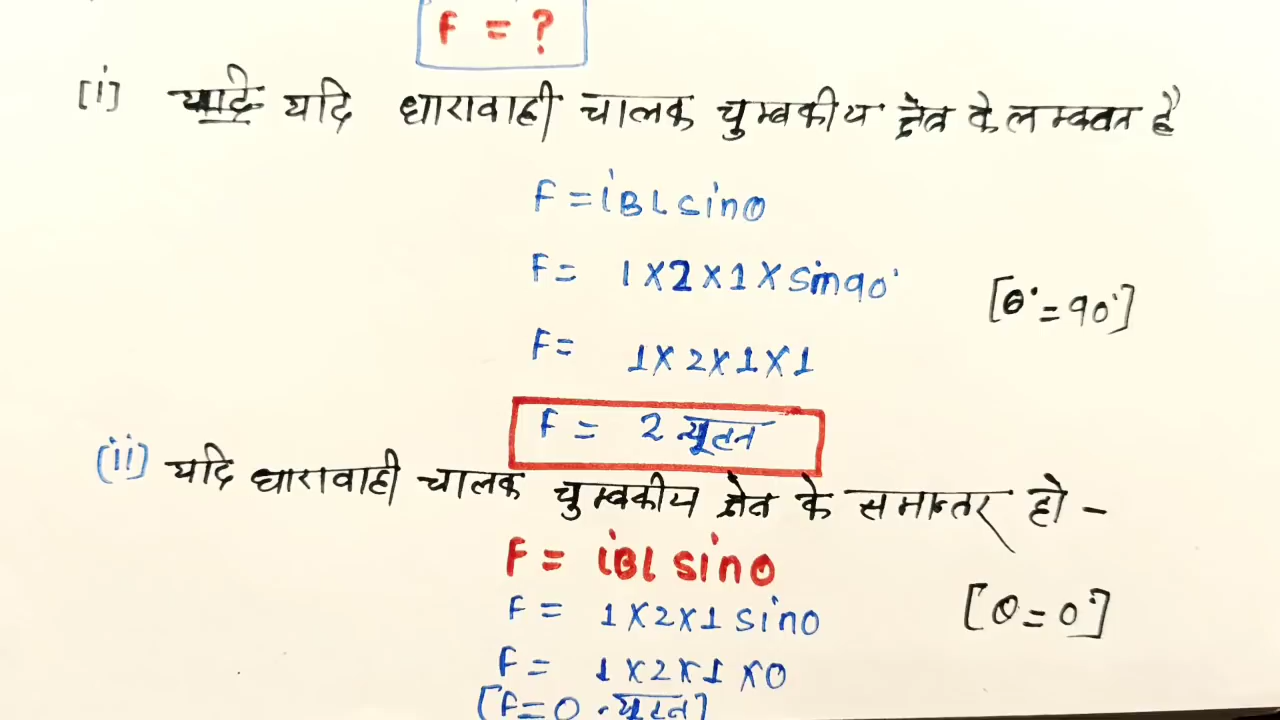 F = ?
[i] यदि यदि धारावाही चालक चुम्बकीय क्षेत्र के लम्बवत है
F = iBL sinθ
F = 1 X 2 X 1 X Sin90°
[θ° = 90°]
F = 1 X 2 X 1 X 1
F = 2 न्यूटन
(ii) यदि धारावाही चालक चुम्बकीय क्षेत्र के समान्तर हो -
F = iBl sinθ
F = 1 X 2 X 1 sin0
[θ = 0°]
F = 1 X 2 X 1 X 0
[F = 0 न्यूटन]